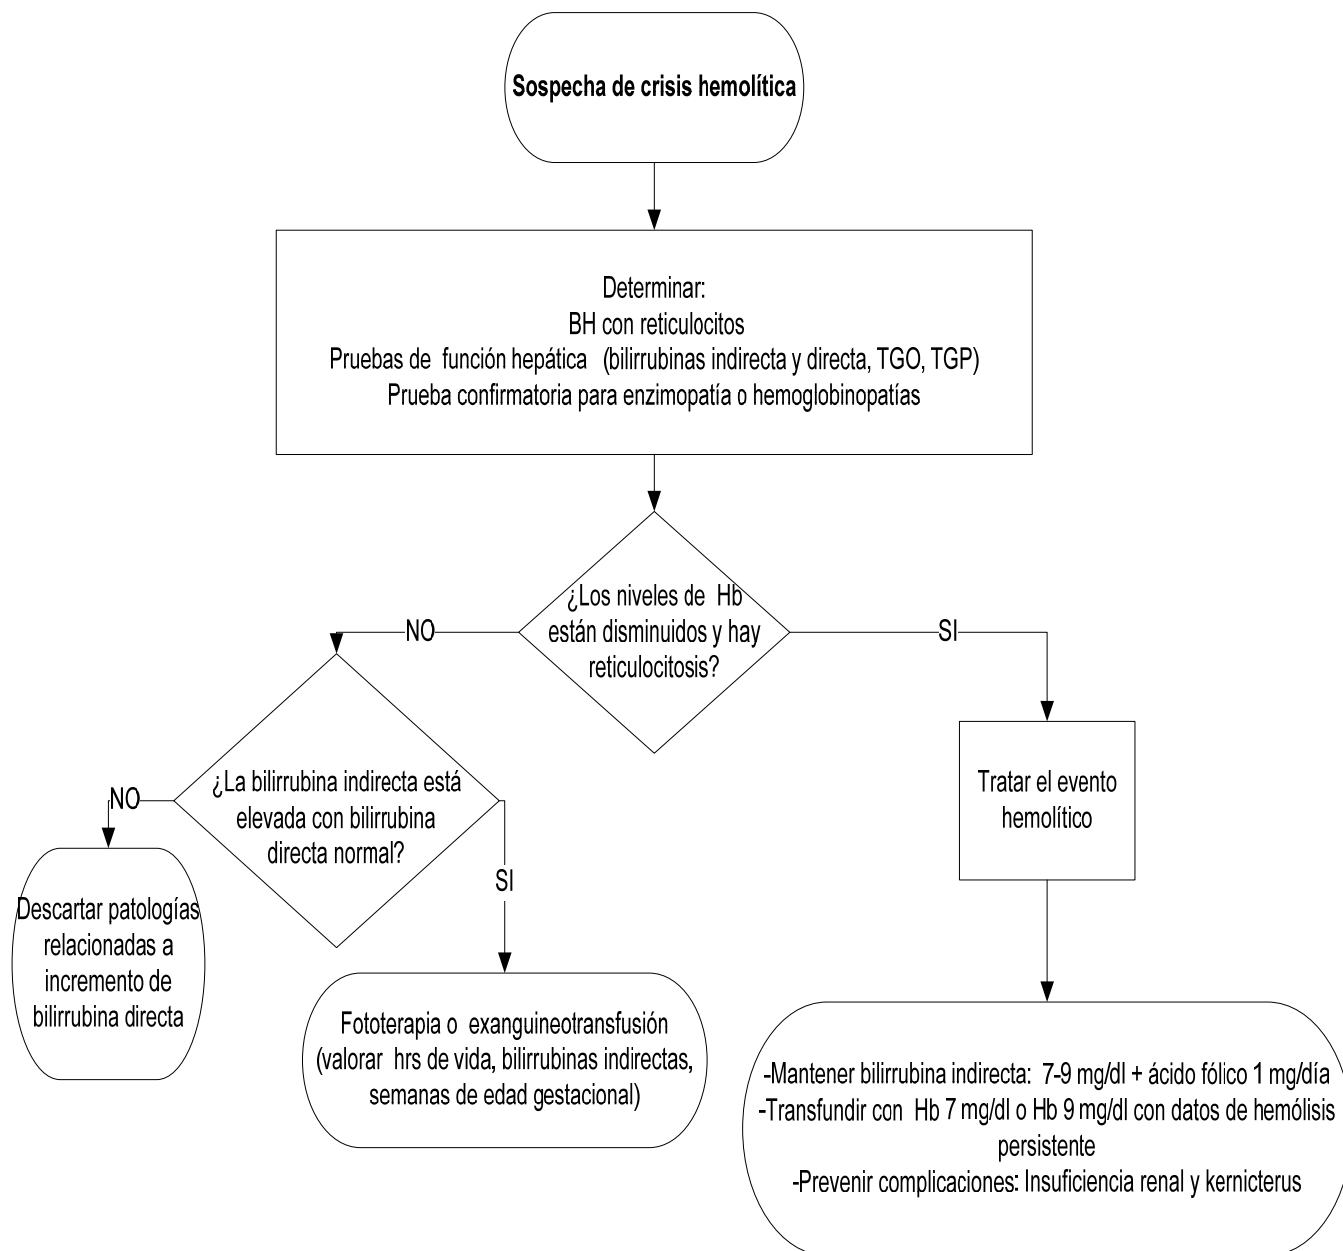 Sospecha de crisis hemolítica
Determinar:
BH con reticulocitos
Pruebas de función hepática (bilirrubinas indirecta y directa, TGO, TGP)
Prueba confirmatoria para enzimopatía o hemoglobinopatías
¿Los niveles de Hb
están disminuidos y hay
reticulocitosis?
NO
SI
¿La bilirrubina indirecta está
elevada con bilirrubina
directa normal?
NO
SI
Tratar el evento
hemolítico
Descartar patologías
relacionadas a
incremento de
bilirrubina directa
Fototerapia o exanguineotransfusión
(valorar hrs de vida, bilirrubinas indirectas,
semanas de edad gestacional)
-Mantener bilirrubina indirecta: 7-9 mg/dl + ácido fólico 1 mg/día
-Transfundir con Hb 7 mg/dl o Hb 9 mg/dl con datos de hemólisis
persistente
-Prevenir complicaciones: Insuficiencia renal y kernicterus